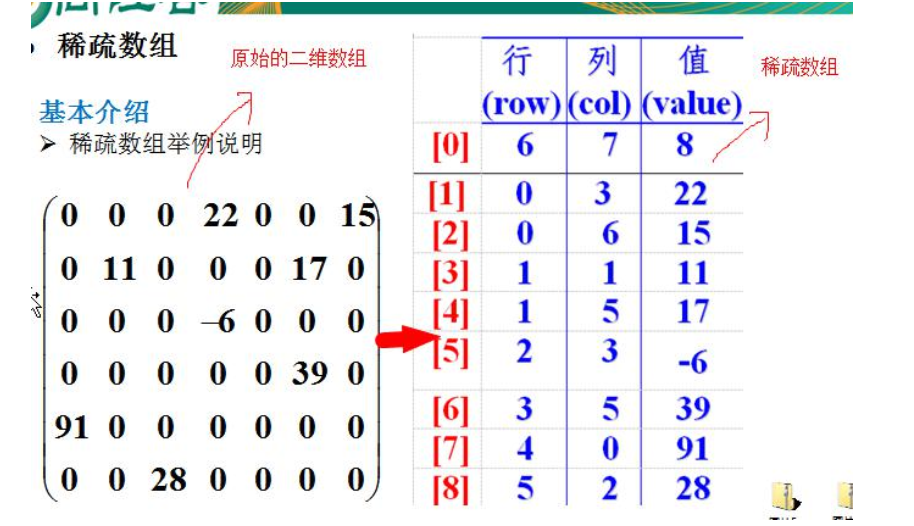 • 稀疏数组
原始的二维数组
基本介绍
➢ 稀疏数组举例说明
0 0 0 22 0 0 15
0 11 0 0 0 17 0
0 0 0 –6 0 0 0
0 0 0 0 0 39 0
91 0 0 0 0 0 0
0 0 28 0 0 0 0
行 列 值
(row) (col) (value)
稀疏数组
[0] 6 7 8
[1] 0 3 22
[2] 0 6 15
[3] 1 1 11
[4] 1 5 17
[5] 2 3 -6
[6] 3 5 39
[7] 4 0 91
[8] 5 2 28